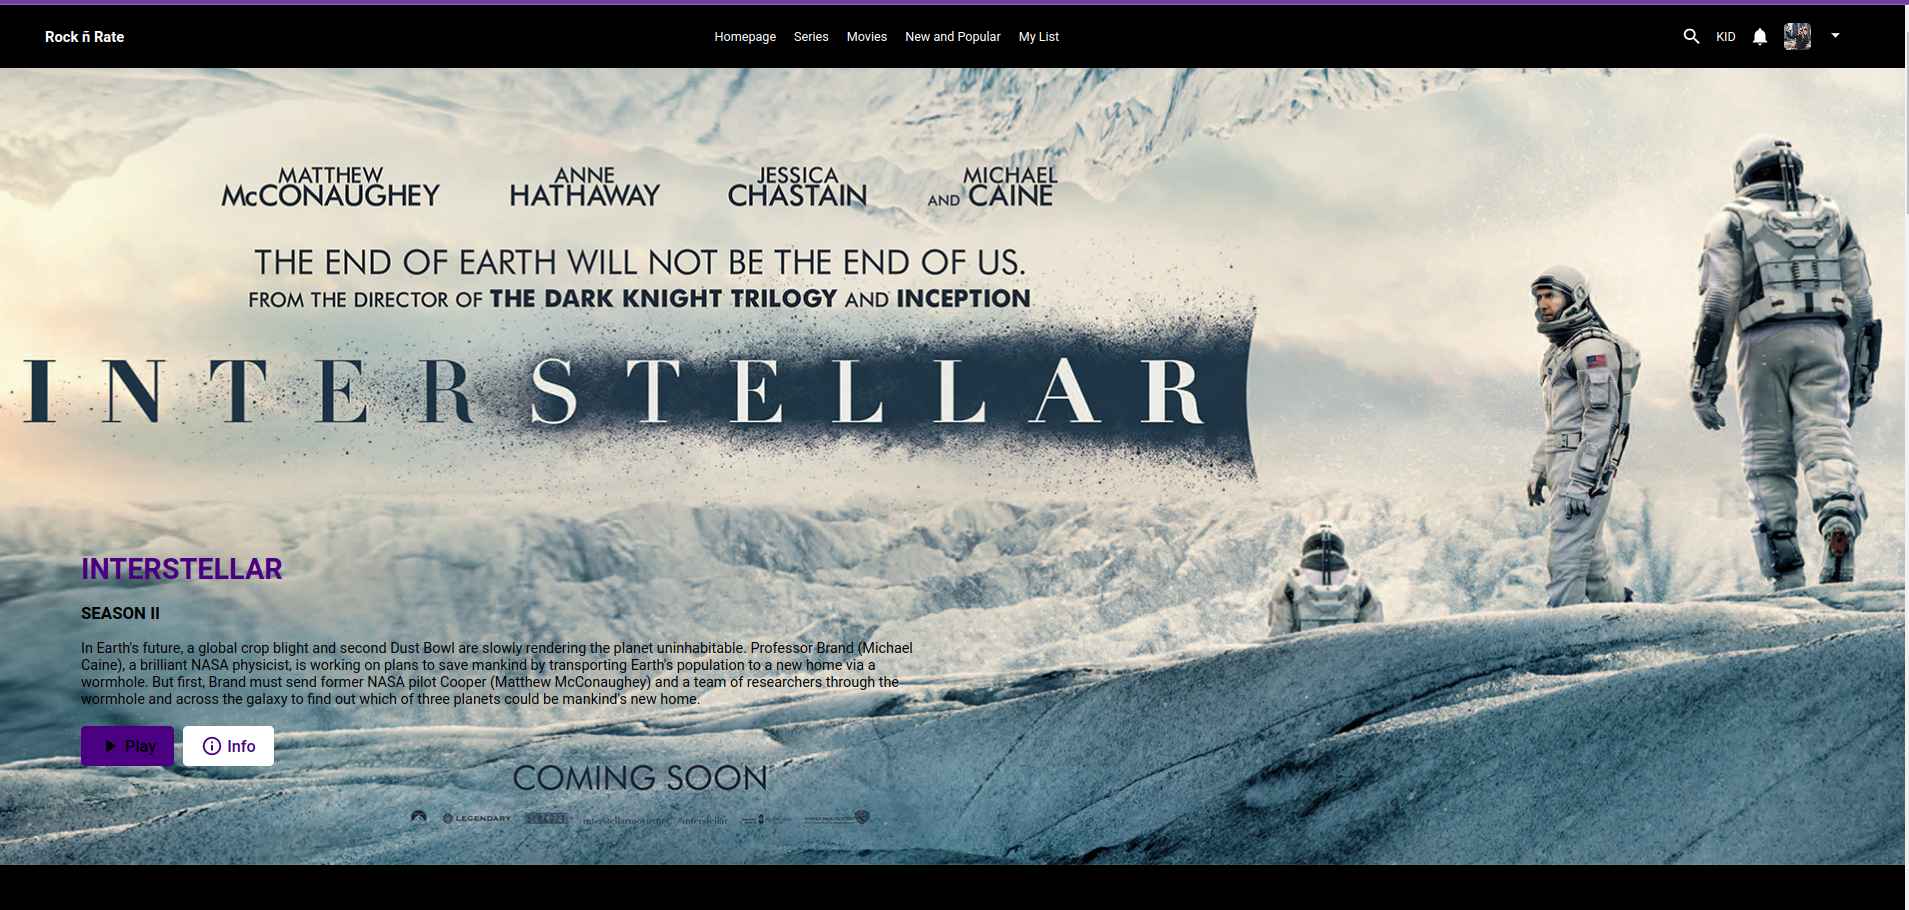 Rock ñ Rate
Homepage Series Movies New and Popular My List
KID
MATTHEW McCONAUGHEY
ANNE HATHAWAY
JESSICA CHASTAIN
AND MICHAEL CAINE
THE END OF EARTH WILL NOT BE THE END OF US.
FROM THE DIRECTOR OF THE DARK KNIGHT TRILOGY AND INCEPTION
INTERSTELLAR
INTERSTELLAR
SEASON II
In Earth's future, a global crop blight and second Dust Bowl are slowly rendering the planet uninhabitable. Professor Brand (Michael
Caine), a brilliant NASA physicist, is working on plans to save mankind by transporting Earth's population to a new home via a
wormhole. But first, Brand must send former NASA pilot Cooper (Matthew McConaughey) and a team of researchers through the
wormhole and across the galaxy to find out which of three planets could be mankind's new home.
Play Info
COMING SOON
LEGENDARY interstellarmovie.net #interstellar